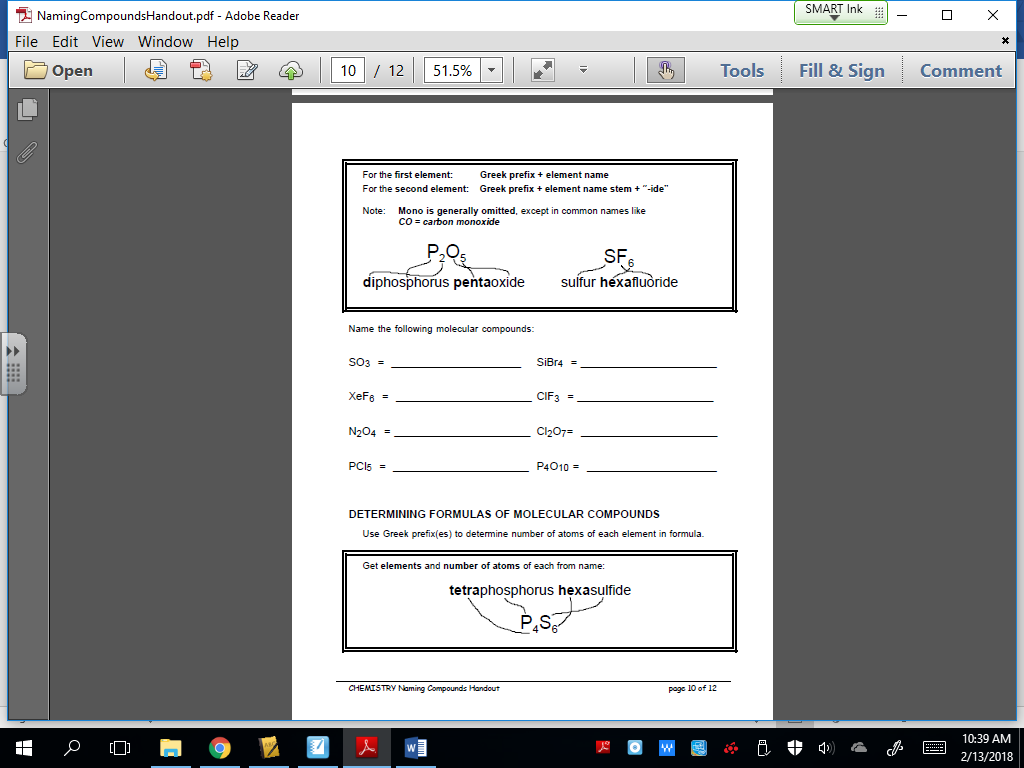 NamingCompoundsHandout.pdf - Adobe Reader
SMART Ink
File Edit View Window Help
Open 10 / 12 51.5% Tools Fill & Sign Comment
For the first element: Greek prefix + element name
For the second element: Greek prefix + element name stem + "-ide"
Note: Mono is generally omitted, except in common names like
CO = carbon monoxide
P2O5 SF6
diphosphorus pentaoxide sulfur hexafluoride
Name the following molecular compounds:
SO3 = SiBr4 =
XeF6 = ClF3 =
N2O4 = Cl2O7=
PCl5 = P4O10 =
DETERMINING FORMULAS OF MOLECULAR COMPOUNDS
Use Greek prefix(es) to determine number of atoms of each element in formula.
Get elements and number of atoms of each from name:
tetraphosphorus hexasulfide
P4S6
CHEMISTRY Naming Compounds Handout page 10 of 12
10:39 AM
2/13/2018